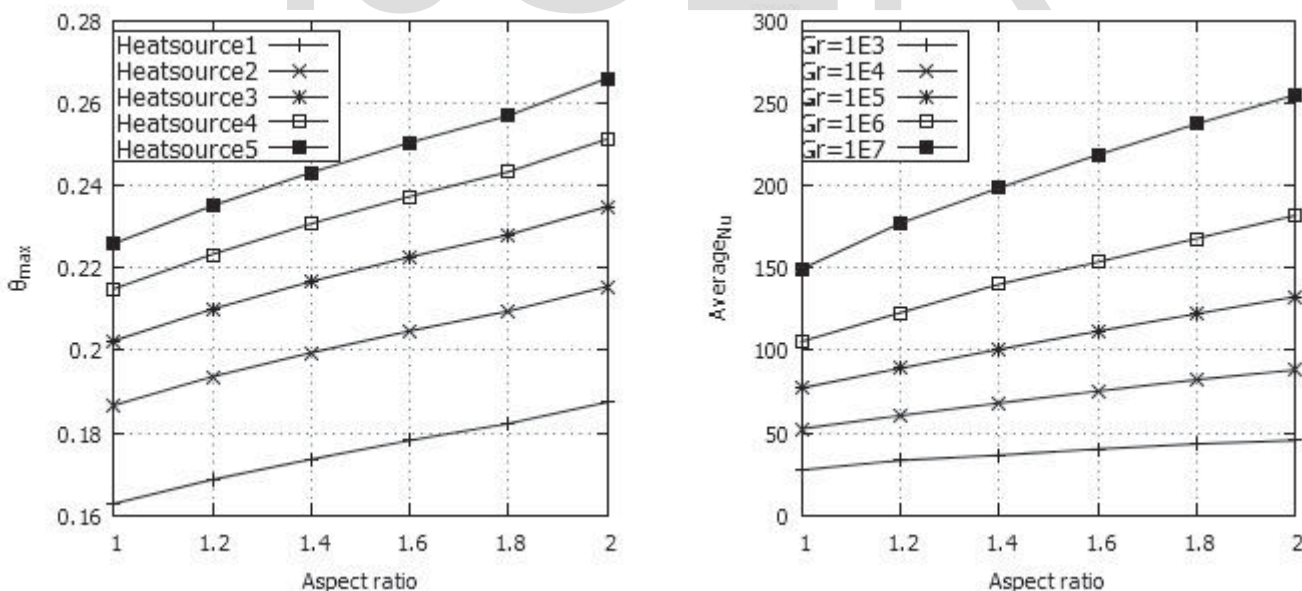 0.28
0.26
0.24
0.22
0.2
0.18
0.16
θmax
Heatsource1
Heatsource2
Heatsource3
Heatsource4
Heatsource5
1 1.2 1.4 1.6 1.8 2
Aspect ratio
300
250
200
150
100
50
0
AverageNu
Gr=1E3
Gr=1E4
Gr=1E5
Gr=1E6
Gr=1E7
1 1.2 1.4 1.6 1.8 2
Aspect ratio